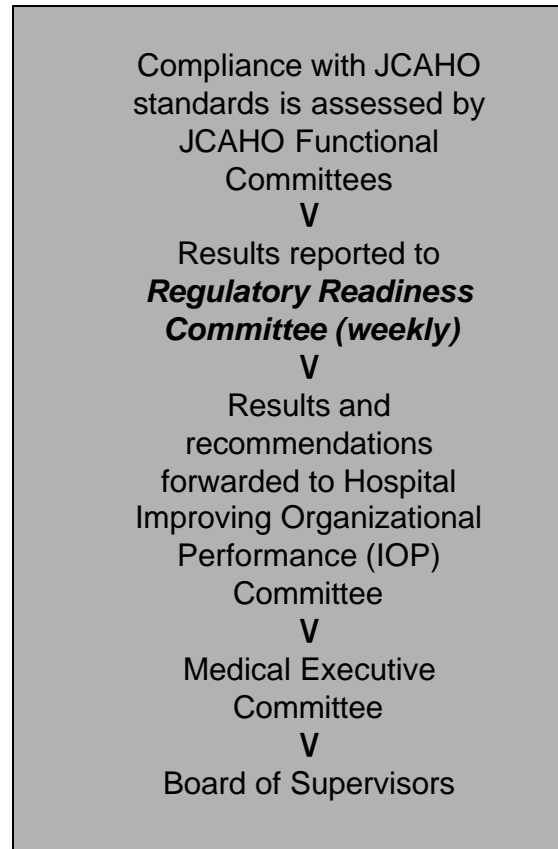 Compliance with JCAHO
standards is assessed by
JCAHO Functional
Committees
V
Results reported to
Regulatory Readiness
Committee (weekly)
V
Results and
recommendations
forwarded to Hospital
Improving Organizational
Performance (IOP)
Committee
V
Medical Executive
Committee
V
Board of Supervisors